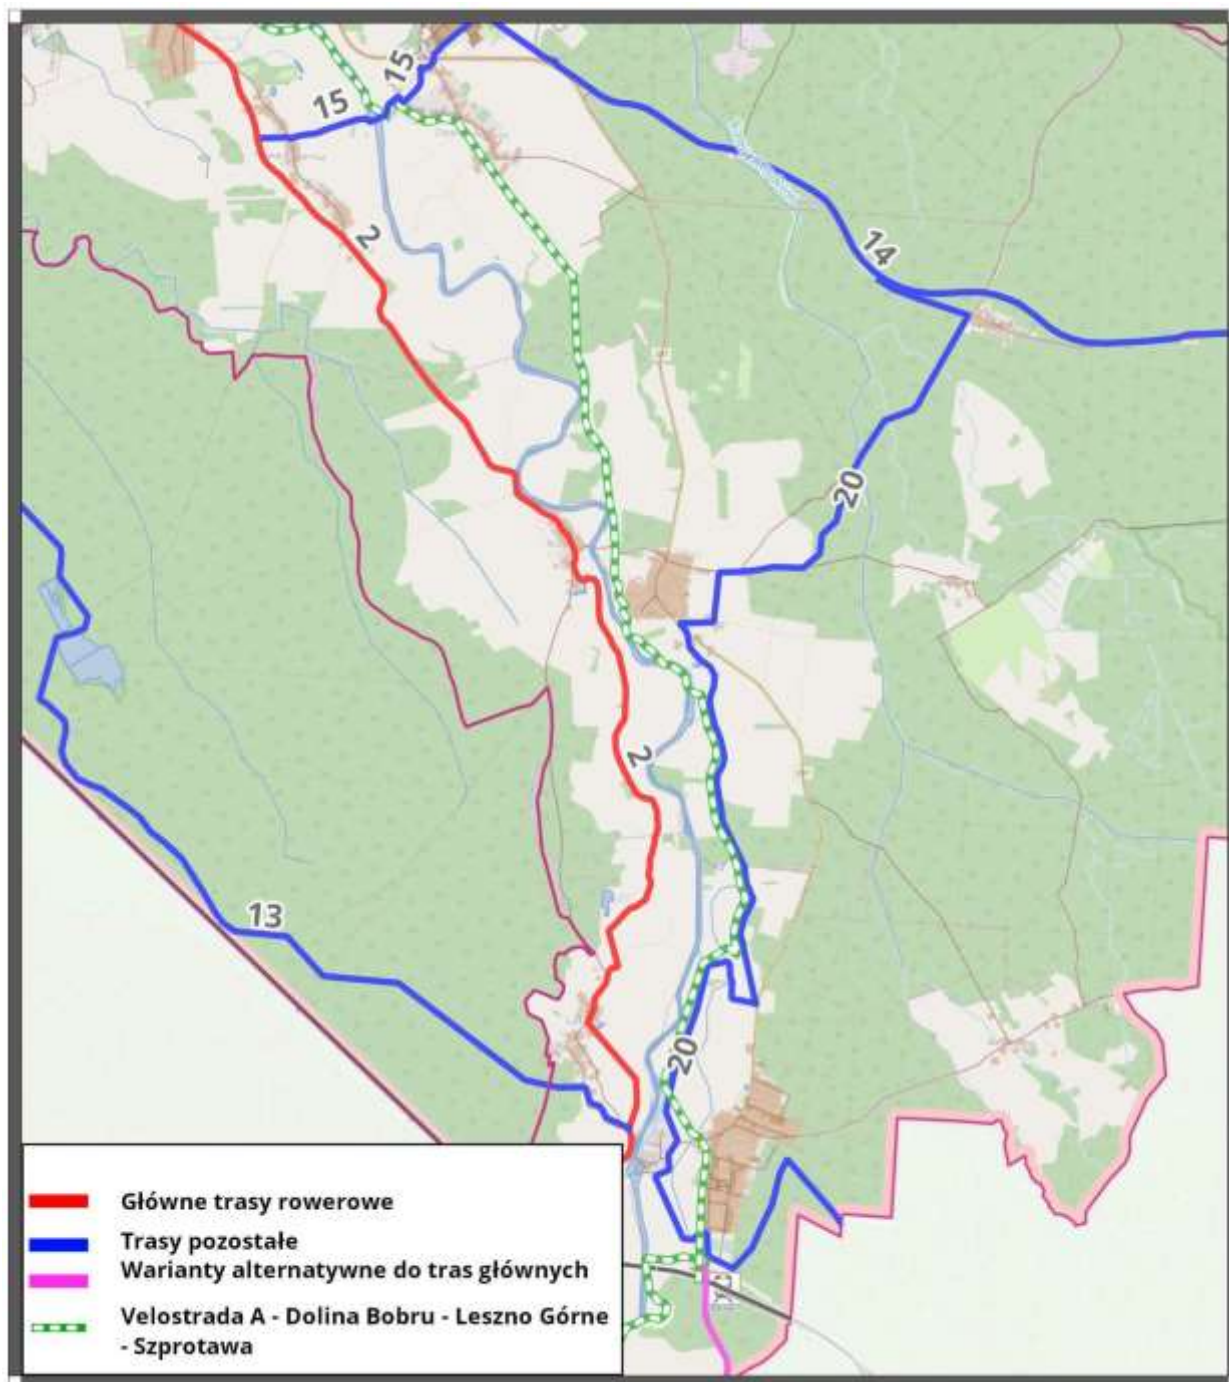 15
15
2
14
20
2
13
20
Główne trasy rowerowe
Trasy pozostałe
Warianty alternatywne do tras głównych
Velostrada A - Dolina Bobru - Leszno Górne
- Szprotawa